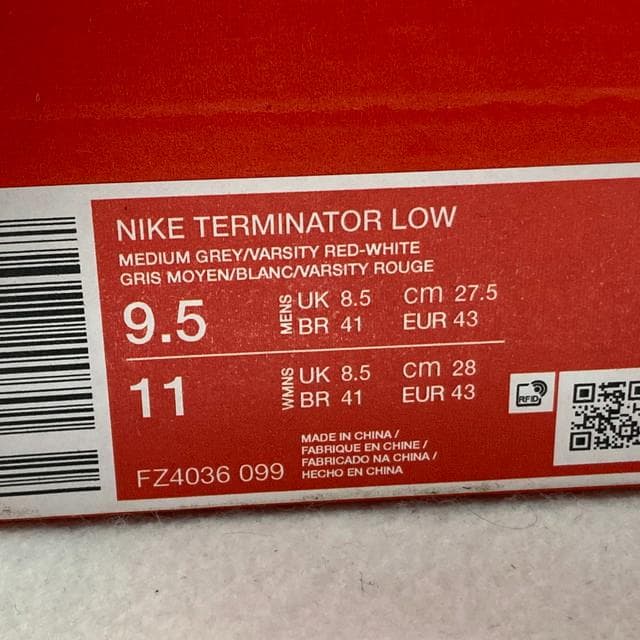 NIKE TERMINATOR LOW
MEDIUM GREY/VARSITY RED-WHITE
GRIS MOYEN/BLANC/VARSITY ROUGE
9.5 MENS UK 8.5 cm 27.5
BR 41 EUR 43
11 WMNS UK 8.5 cm 28
BR 41 EUR 43
RFID
MADE IN CHINA /
FABRIQUE EN CHINE /
FABRICADO NA CHINA /
HECHO EN CHINA
FZ4036 099